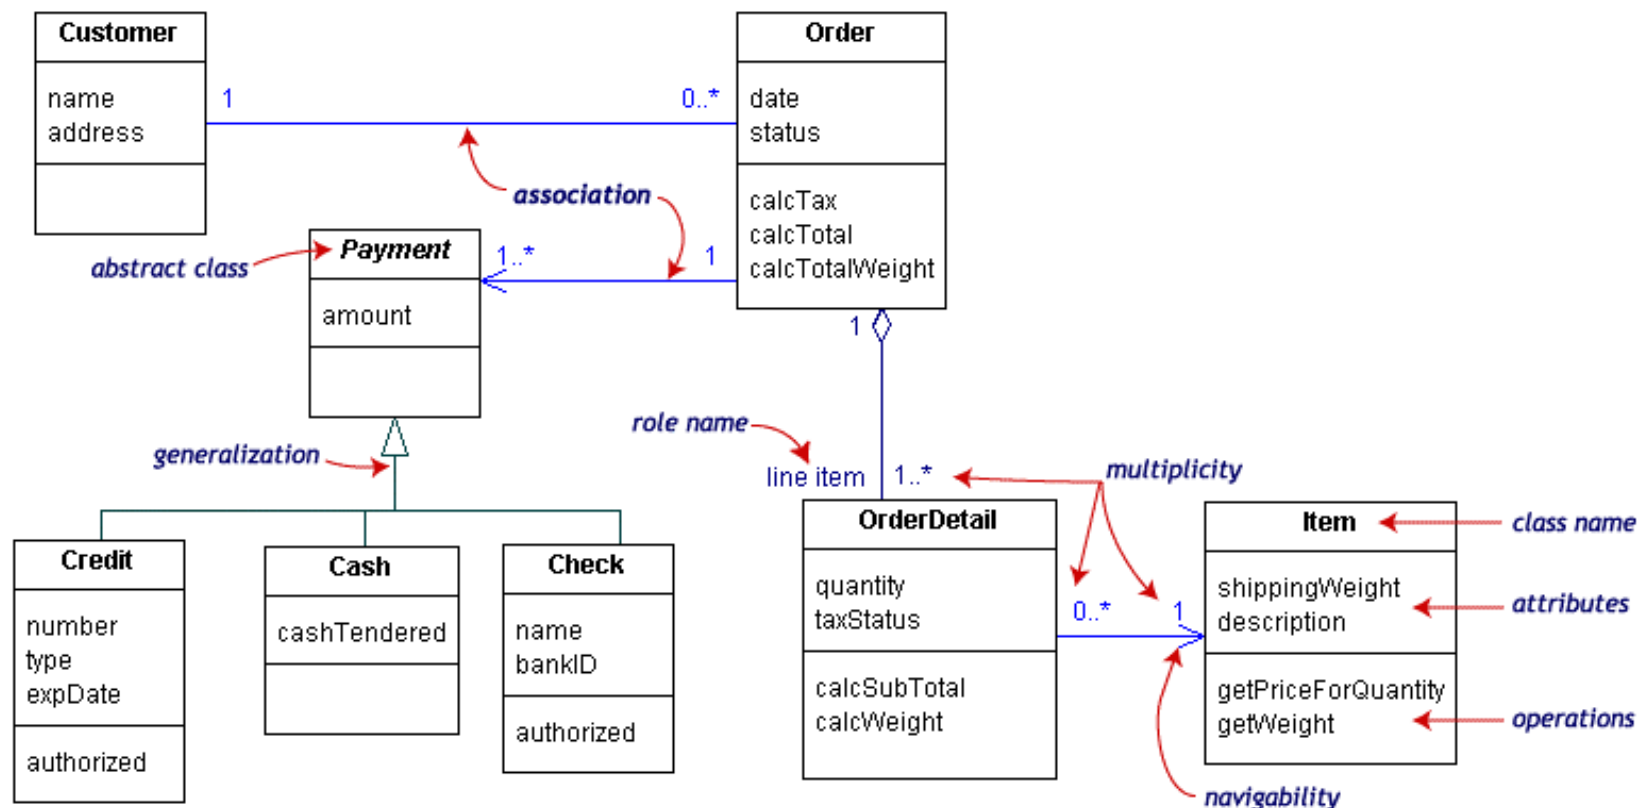 Customer
name
address
1
0..*
Order
date
status
calcTax
calcTotal
calcTotalWeight
association
abstract class
Payment
amount
1..*
1
1
generalization
role name
line item
1..*
multiplicity
Credit
number
type
expDate
authorized
Cash
cashTendered
Check
name
bankID
authorized
OrderDetail
quantity
taxStatus
calcSubTotal
calcWeight
0..*
1
Item
shippingWeight
description
getPriceForQuantity
getWeight
class name
attributes
operations
navigability